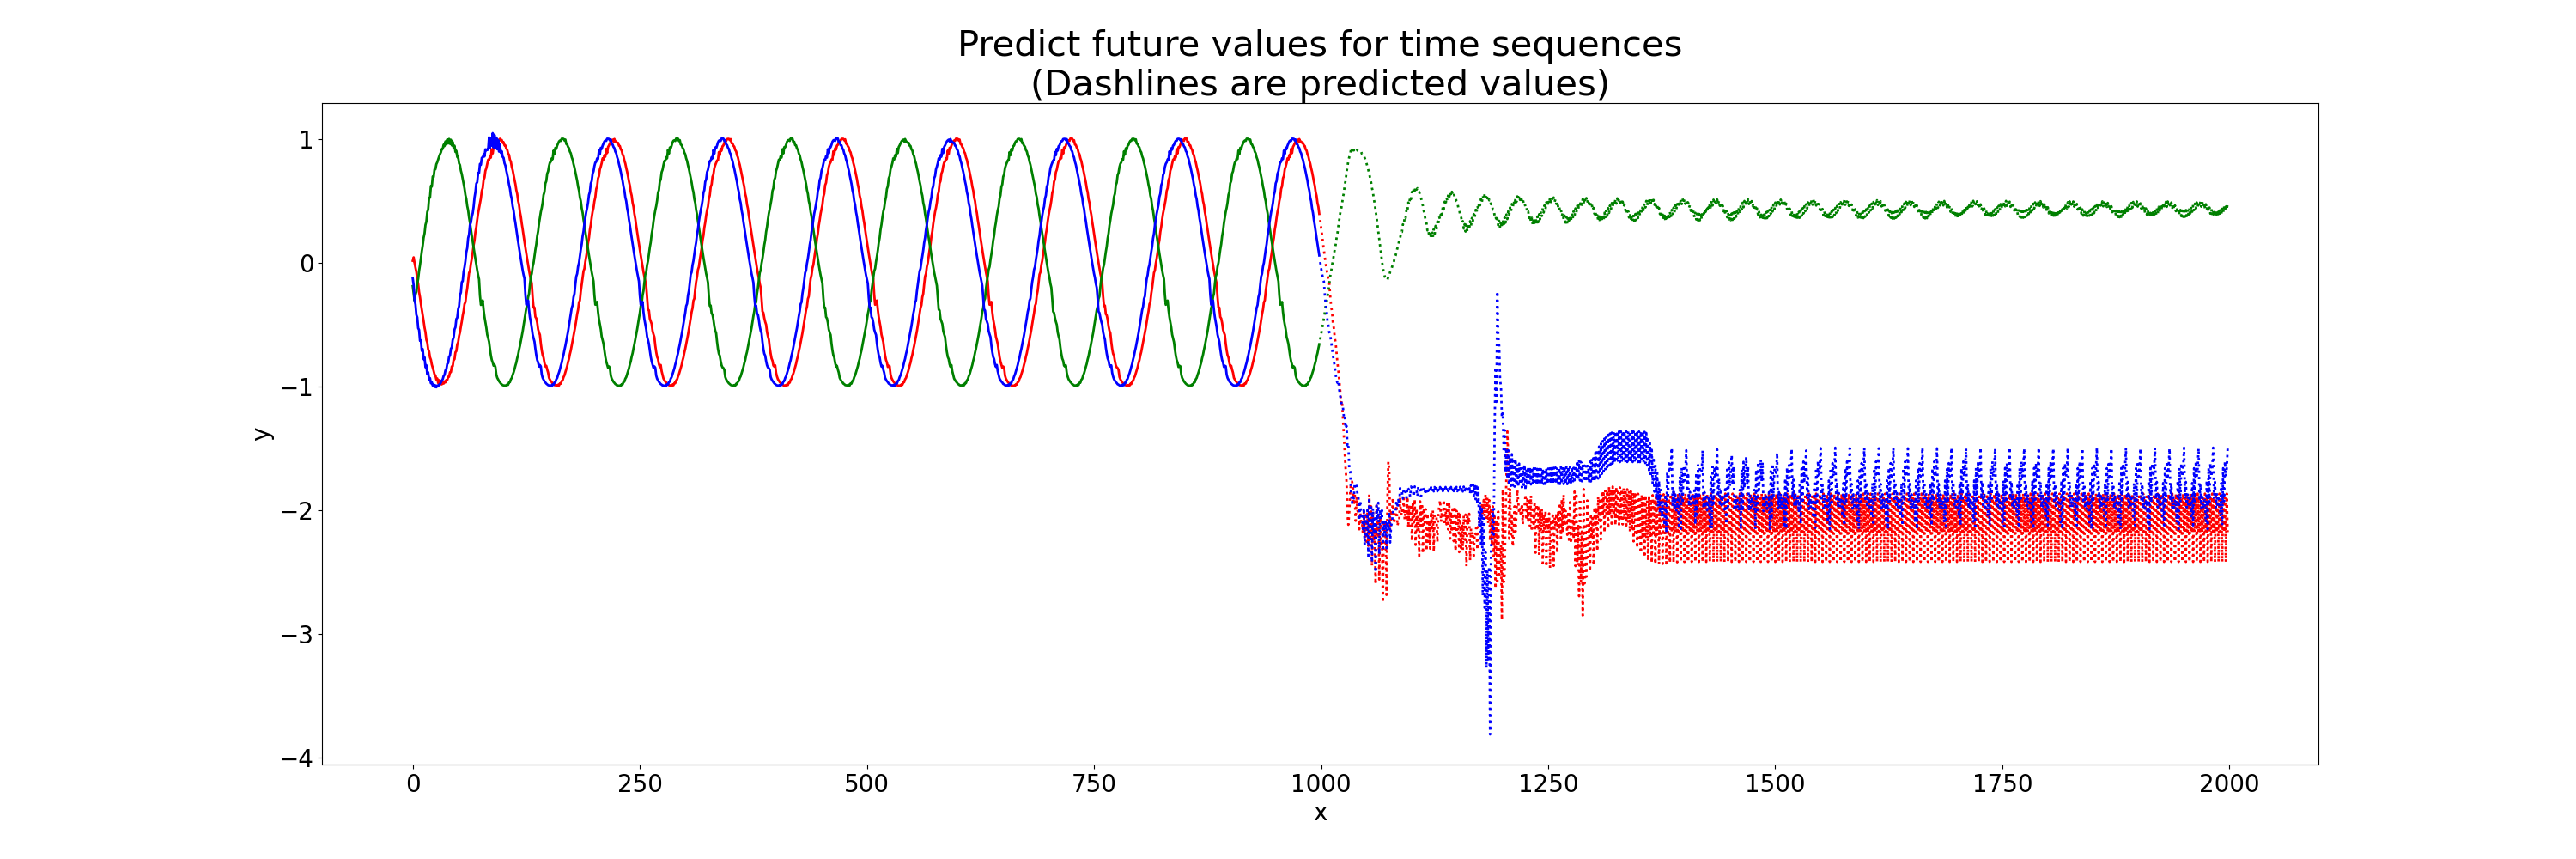 Predict future values for time sequences
(Dashlines are predicted values)
1
0
−1
−2
−3
−4
y
0 250 500 750 1000 1250 1500 1750 2000
x